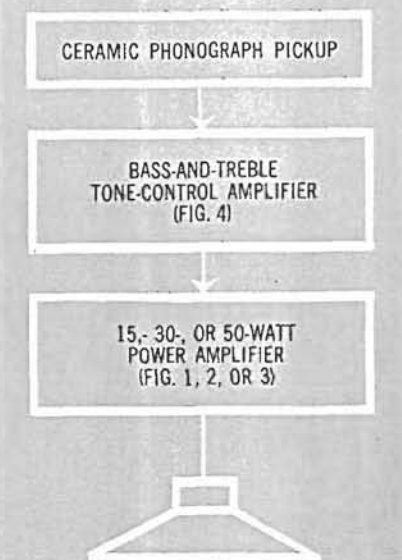 CERAMIC PHONOGRAPH PICKUP
BASS-AND-TREBLE
TONE-CONTROL AMPLIFIER
(FIG. 4)
15,- 30-, OR 50-WATT
POWER AMPLIFIER
(FIG. 1, 2, OR 3)